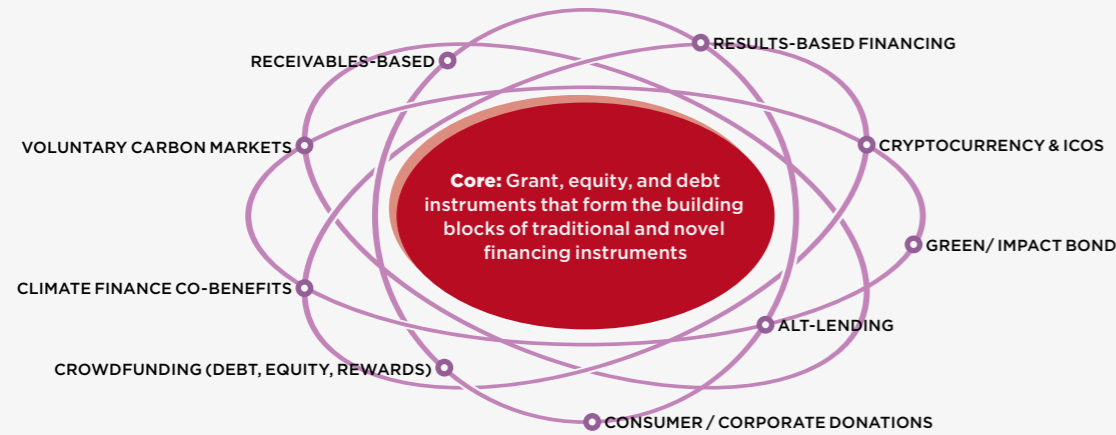 RESULTS-BASED FINANCING
RECEIVABLES-BASED
VOLUNTARY CARBON MARKETS
CRYPTOCURRENCY & ICOS
Core: Grant, equity, and debt
instruments that form the building
blocks of traditional and novel
financing instruments
GREEN/ IMPACT BOND
CLIMATE FINANCE CO-BENEFITS
ALT-LENDING
CROWDFUNDING (DEBT, EQUITY, REWARDS)
CONSUMER / CORPORATE DONATIONS